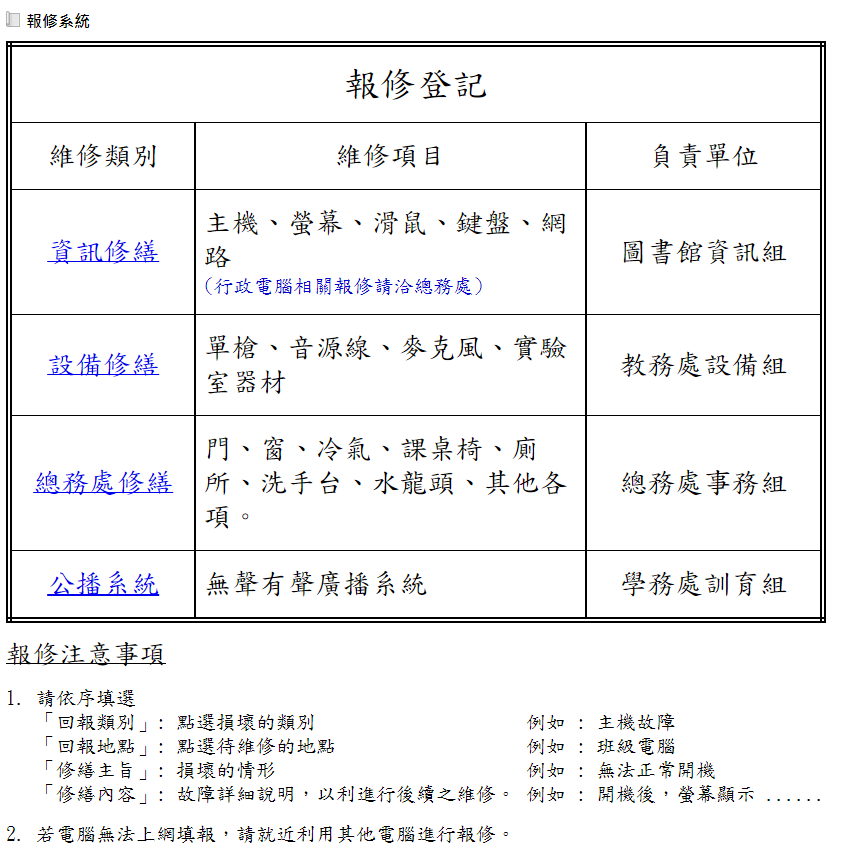 報修系統
報修登記
維修類別 維修項目 負責單位
資訊修繕
主機、螢幕、滑鼠、鍵盤、網
路
(行政電腦相關報修請洽總務處)
圖書館資訊組
設備修繕
單槍、音源線、麥克風、實驗
室器材
教務處設備組
總務處修繕
門、窗、冷氣、課桌椅、廁
所、洗手台、水龍頭、其他各
項。
總務處事務組
公播系統 無聲有聲廣播系統 學務處訓育組
報修注意事項
1. 請依序填選
「回報類別」: 點選損壞的類別 例如 : 主機故障
「回報地點」: 點選待維修的地點 例如 : 班級電腦
「修繕主旨」: 損壞的情形 例如 : 無法正常開機
「修繕內容」: 故障詳細說明，以利進行後續之維修。 例如 : 開機後，螢幕顯示 ......
2. 若電腦無法上網填報，請就近利用其他電腦進行報修。